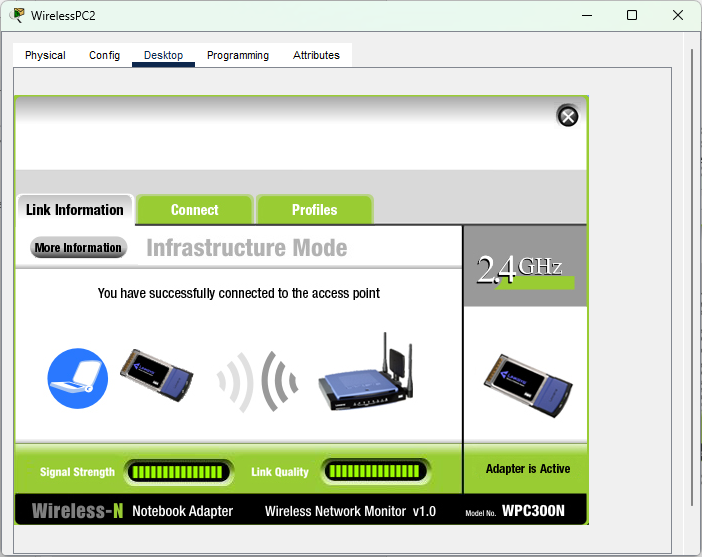 WirelessPC2
Physical Config Desktop Programming Attributes
Link Information Connect Profiles
More Information Infrastructure Mode
2.4GHz
You have successfully connected to the access point
Signal Strength Link Quality Adapter is Active
Wireless-N Notebook Adapter Wireless Network Monitor v1.0 Model No. WPC300N